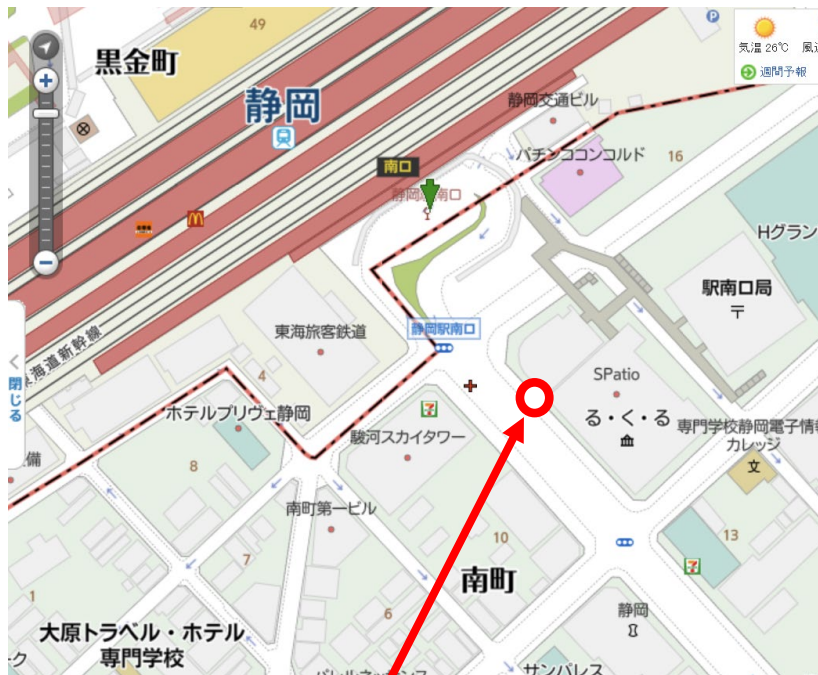 49
P
黒金町
気温 26℃
週間予報
静岡
静岡交通ビル
南口
パチンココンコルド
16
Hグラン
駅南口局
東海旅客鉄道
静岡駅南口
東海道新幹線
閉じる
4
SPatio
ホテルプリヴェ静岡
る・く・る
駿河スカイタワー
専門学校静岡電子情報
カレッジ
文
備
8
南町第一ビル
10
13
7
南町
1
6
静岡
大原トラベル・ホテル
専門学校
ーク
サンパレス